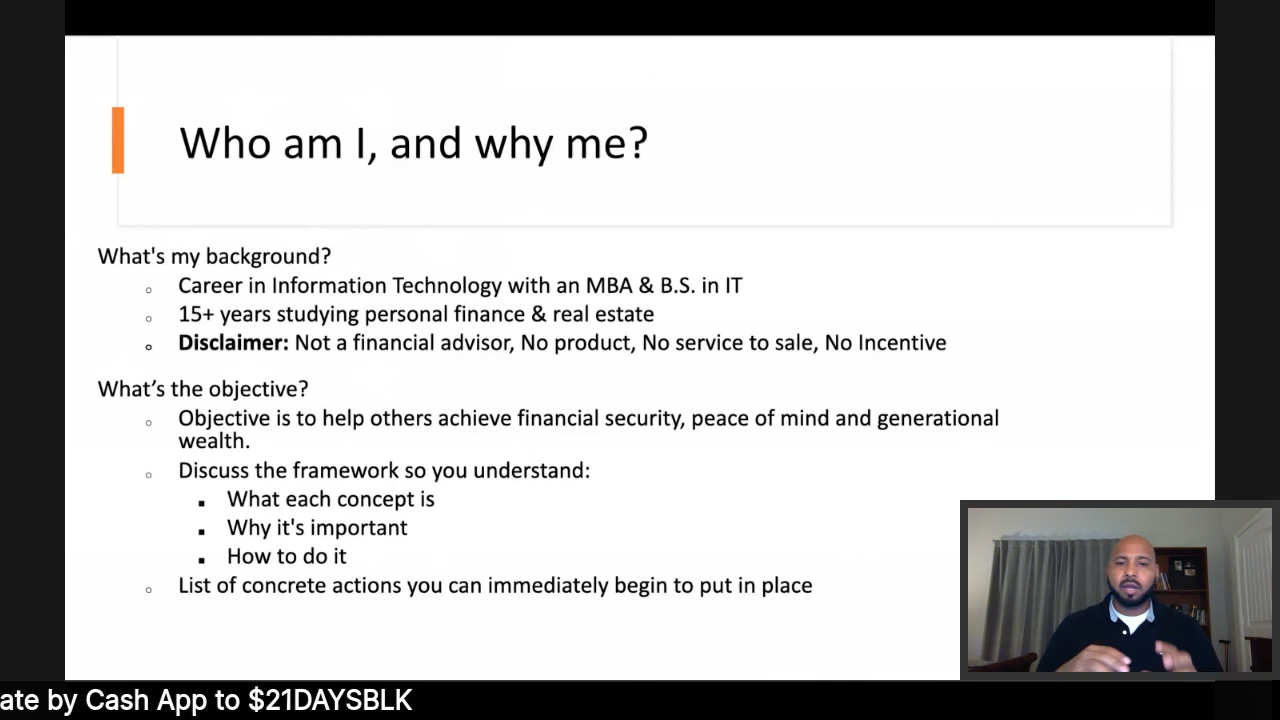 Who am I, and why me?
What's my background?
Career in Information Technology with an MBA & B.S. in IT
15+ years studying personal finance & real estate
Disclaimer: Not a financial advisor, No product, No service to sale, No Incentive
What’s the objective?
Objective is to help others achieve financial security, peace of mind and generational
wealth.
Discuss the framework so you understand:
What each concept is
Why it's important
How to do it
List of concrete actions you can immediately begin to put in place
ate by Cash App to $21DAYSBLK